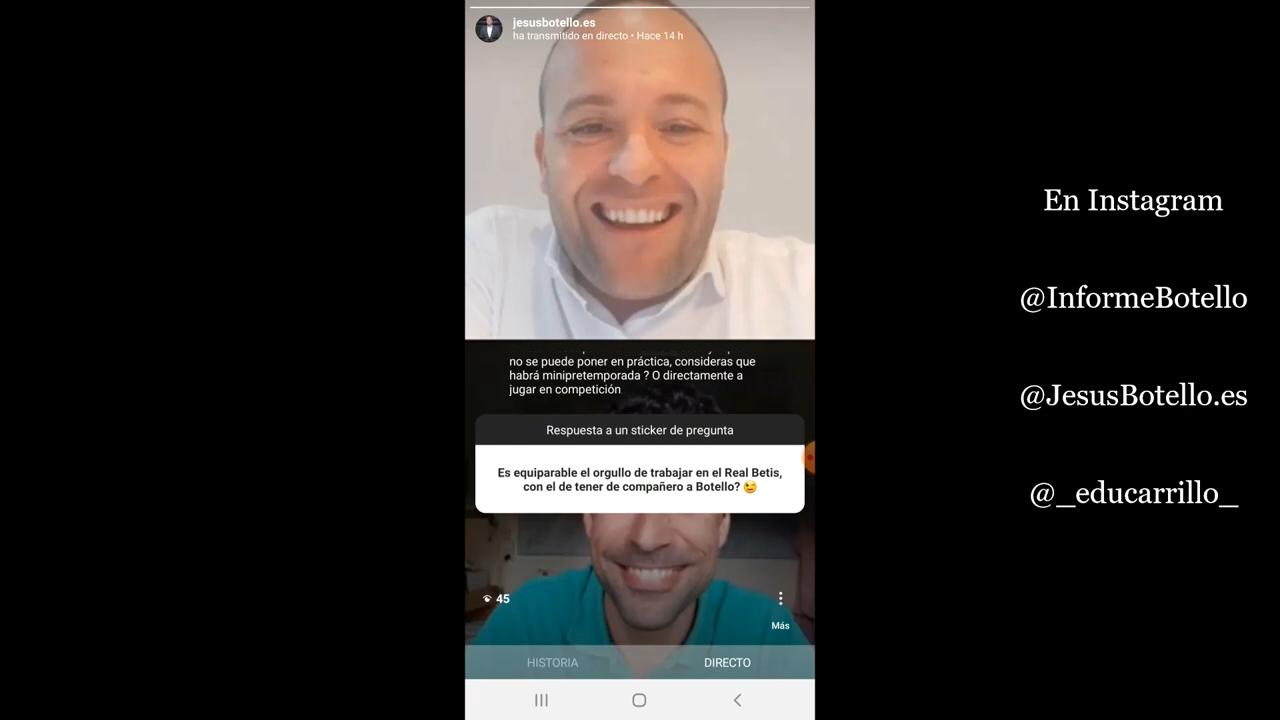 jesusbotello.es
ha transmitido en directo • Hace 14 h
no se puede poner en práctica, consideras que
habrá minipretemporada ? O directamente a
jugar en competición
Respuesta a un sticker de pregunta
Es equiparable el orgullo de trabajar en el Real Betis,
con el de tener de compañero a Botello? 😉
45
Más
HISTORIA
DIRECTO
En Instagram
@InformeBotello
@JesusBotello.es
@_educarrillo_